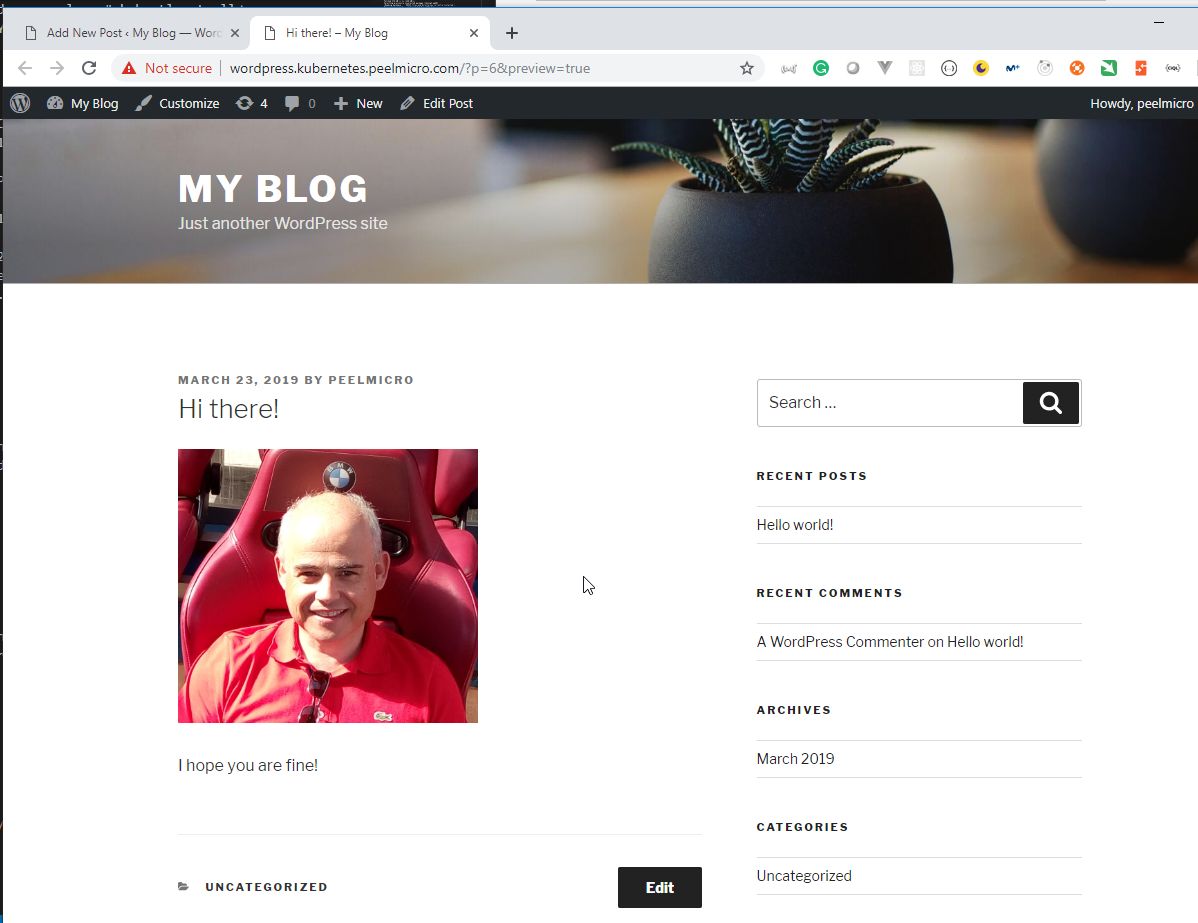 Add New Post ‹ My Blog — Word
Hi there! – My Blog
Not secure | wordpress.kubernetes.peelmicro.com/?p=6&preview=true
My Blog Customize 4 0 New Edit Post Howdy, peelmicro
MY BLOG
Just another WordPress site
MARCH 23, 2019 BY PEELMICRO
Hi there!
BMW
I hope you are fine!
UNCATEGORIZED
Edit
Search …
RECENT POSTS
Hello world!
RECENT COMMENTS
A WordPress Commenter on Hello world!
ARCHIVES
March 2019
CATEGORIES
Uncategorized